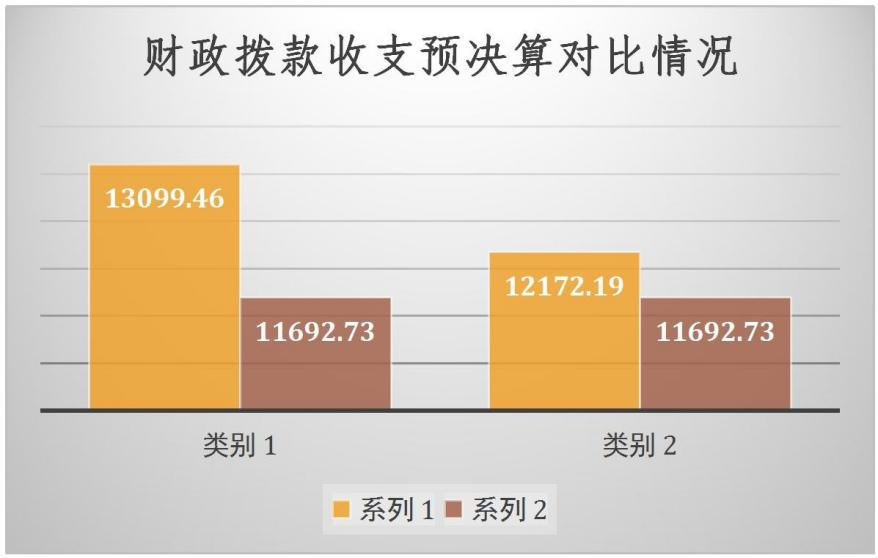 财政拨款收支预决算对比情况
13099.46
12172.19
11692.73
11692.73
类别 1
类别 2
系列 1 系列 2